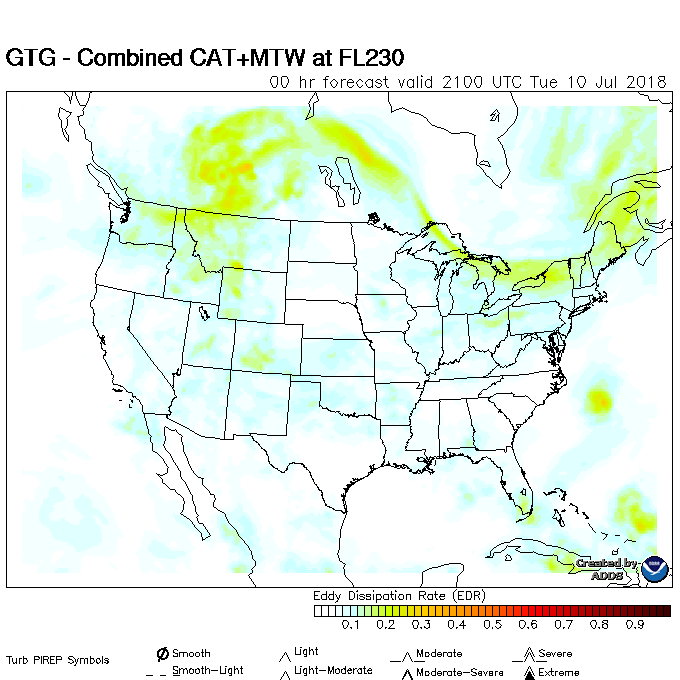 GTG - Combined CAT+MTW at FL230
00 hr forecast valid 2100 UTC Tue 10 Jul 2018
Created by
ADDS
Eddy Dissipation Rate (EDR)
0.1 0.2 0.3 0.4 0.5 0.6 0.7 0.8 0.9
Turb PIREP Symbols
Smooth Light Moderate Severe
Smooth-Light Light-Moderate Moderate-Severe Extreme